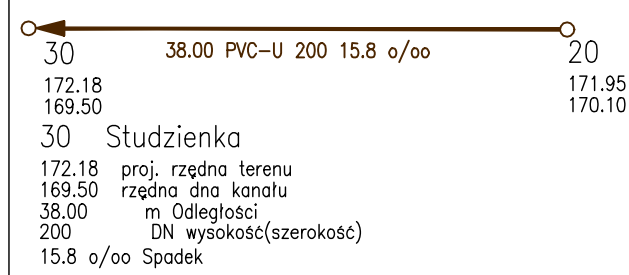 38.00 PVC-U 200 15.8 o/oo
30 20
172.18 171.95
169.50 170.10
30 Studzienka
172.18 proj. rzędna terenu
169.50 rzędna dna kanału
38.00 m Odległości
200 DN wysokość(szerokość)
15.8 o/oo Spadek